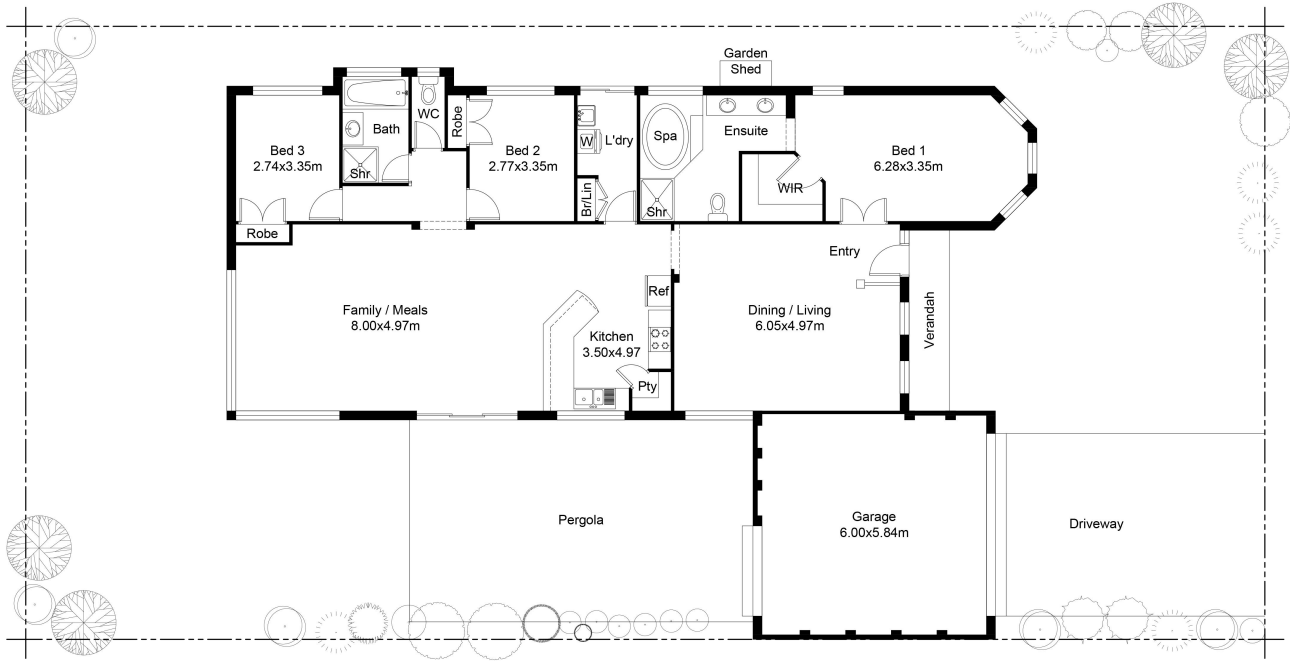 Garden
Shed
WC
Robe
Bath
Spa
Ensuite
W
L'dry
Bed 3
2.74x3.35m
Bed 2
2.77x3.35m
Bed 1
6.28x3.35m
Shr
Br/Lin
WIR
Shr
Robe
Entry
Ref
Family / Meals
8.00x4.97m
Dining / Living
6.05x4.97m
Verandah
Kitchen
3.50x4.97
Pty
Pergola
Garage
6.00x5.84m
Driveway